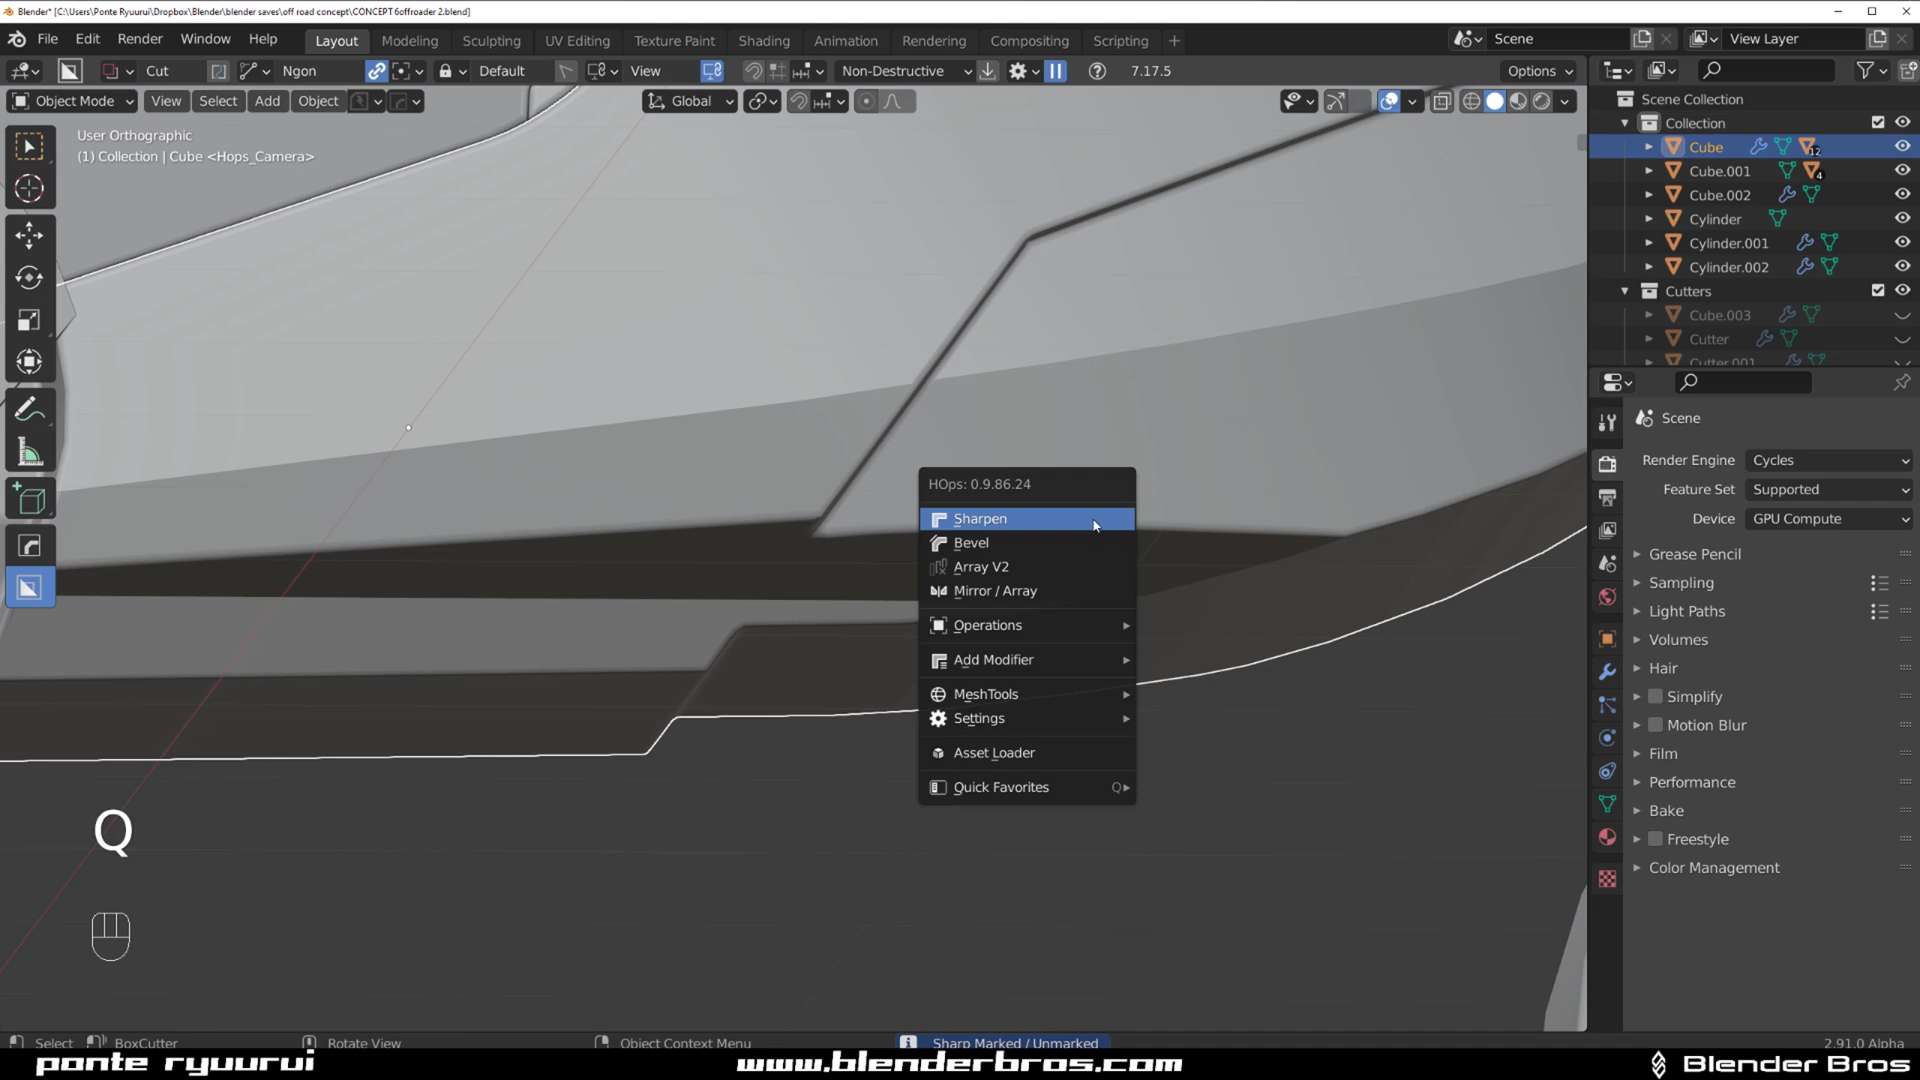 Blender* [C:\Users\Ponte Ryuurui\Dropbox\Blender\blender saves\off road concept\CONCEPT 6offroader 2.blend]
File Edit Render Window Help Layout Modeling Sculpting UV Editing Texture Paint Shading Animation Rendering Compositing Scripting + Scene View Layer
Cut Ngon Default View Non-Destructive 7.17.5 Options
Object Mode View Select Add Object Global
User Orthographic
(1) Collection | Cube <Hops_Camera>
HOps: 0.9.86.24
Sharpen
Bevel
Array V2
Mirror / Array
Operations
Add Modifier
MeshTools
Settings
Asset Loader
Quick Favorites Q
Q
Scene Collection
Collection
Cube 12
Cube.001 4
Cube.002
Cylinder
Cylinder.001
Cylinder.002
Cutters
Cube.003
Cutter
Cutter.001
Scene
Render Engine Cycles
Feature Set Supported
Device GPU Compute
Grease Pencil
Sampling
Light Paths
Volumes
Hair
Simplify
Motion Blur
Film
Performance
Bake
Freestyle
Color Management
Select BoxCutter Rotate View Object Context Menu Sharp Marked / Unmarked 2.91.0 Alpha
ponte ryuurui www.blenderbros.com Blender Bros